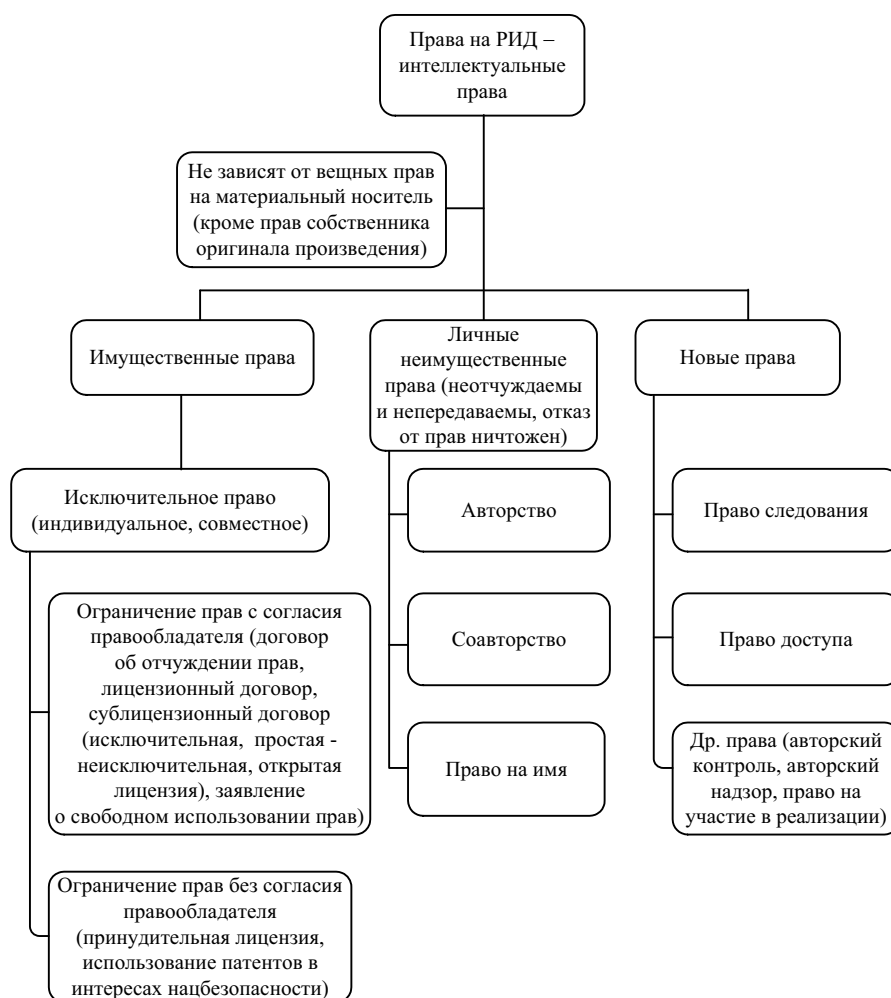 Права на РИД –
интеллектуальные
права
Не зависят от вещных прав
на материальный носитель
(кроме прав собственника
оригинала произведения)
Имущественные права
Личные
неимущественные
права (неотчуждаемы
и непередаваемы, отказ
от прав ничтожен)
Новые права
Исключительное право
(индивидуальное, совместное)
Авторство
Право следования
Ограничение прав с согласия
правообладателя (договор
об отчуждении прав,
лицензионный договор,
сублицензионный договор
(исключительная, простая -
неисключительная, открытая
лицензия), заявление
о свободном использовании прав)
Соавторство
Право доступа
Право на имя
Др. права (авторский
контроль, авторский
надзор, право на
участие в реализации)
Ограничение прав без согласия
правообладателя
(принудительная лицензия,
использование патентов в
интересах нацбезопасности)